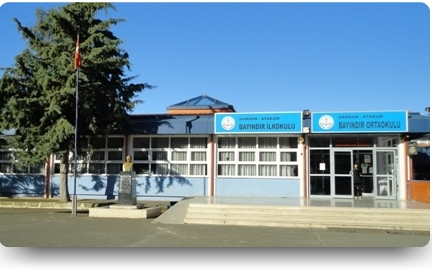 SAMSUN - ATAKUM
BAYINDIR İLKOKULU
SAMSUN - ATAKUM
BAYINDIR ORTAOKULU